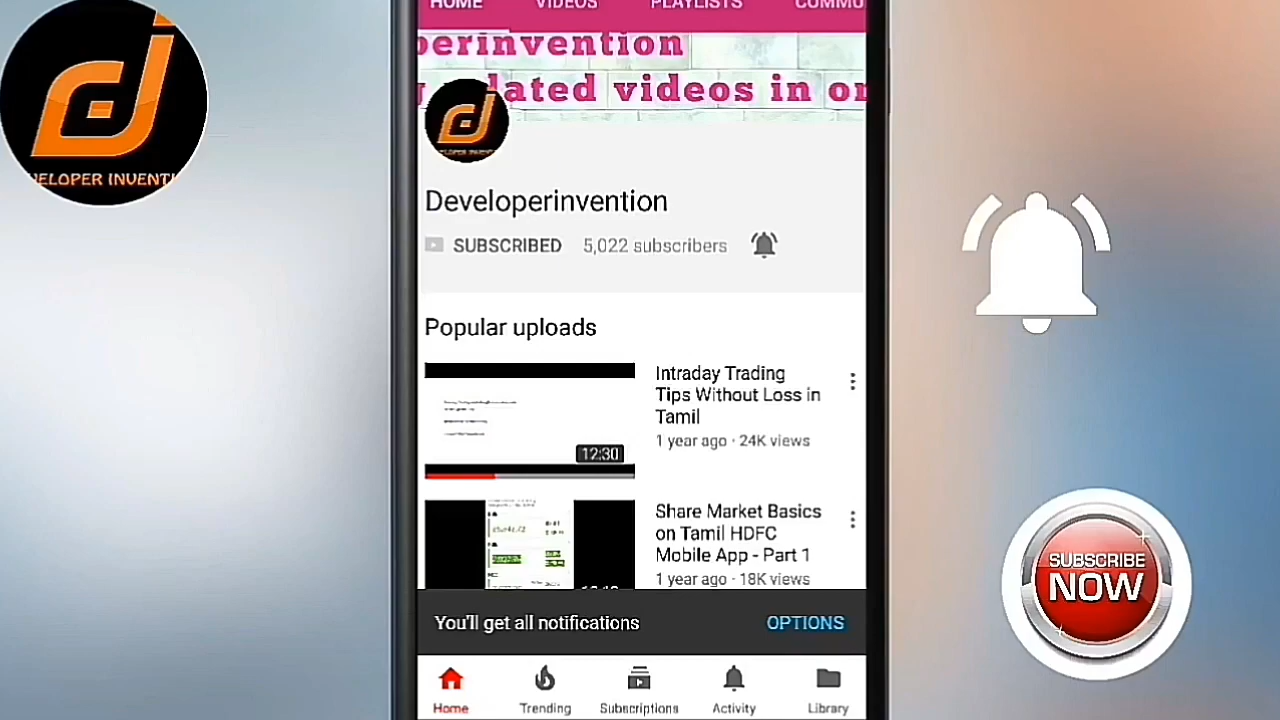 HOME VIDEOS PLAYLISTS COMMU
perinvention
dated videos in or
ELOPER INVENTI
Developerinvention
SUBSCRIBED 5,022 subscribers
Popular uploads
Intraday Trading
Tips Without Loss in
Tamil
1 year ago · 24K views
12:30
Share Market Basics
on Tamil HDFC
Mobile App - Part 1
1 year ago · 18K views
SUBSCRIBE
NOW
You'll get all notifications OPTIONS
Home Trending Subscriptions Activity Library